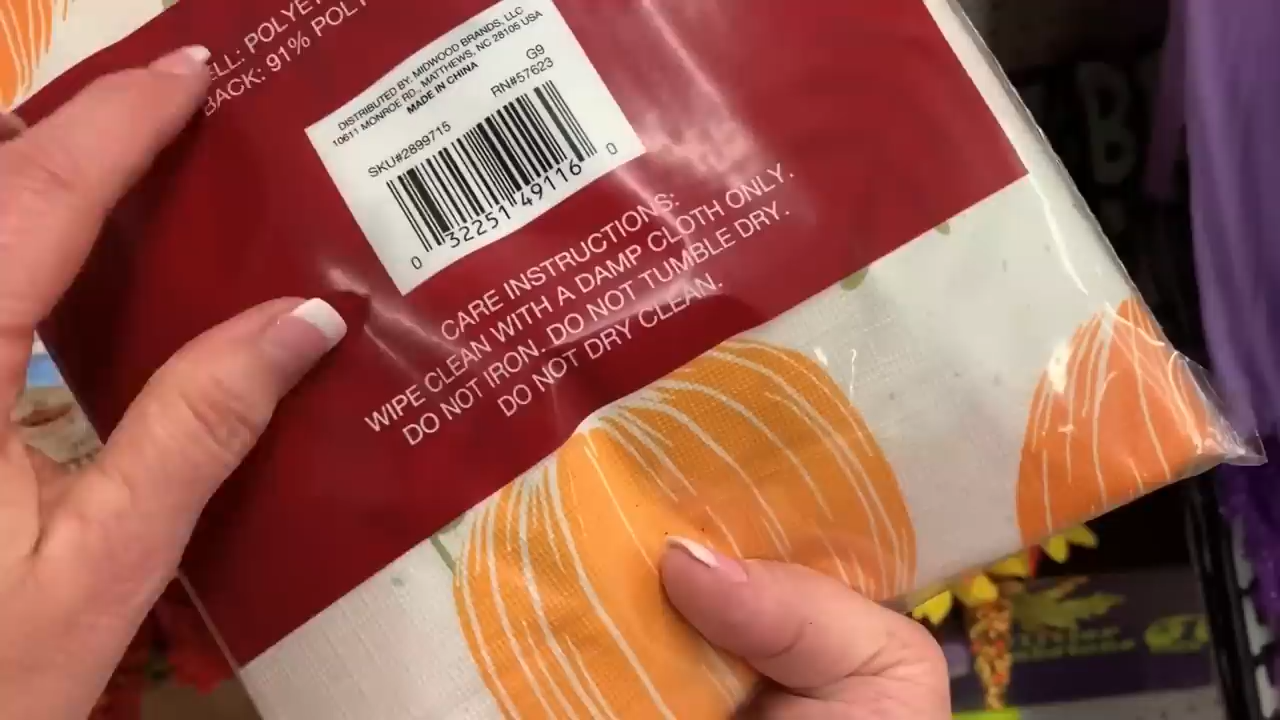 BACK: 91%
DISTRIBUTED BY: MIDWOOD BRANDS, LLC
10611 MONROE RD., MATTHEWS, NC 28105 USA
MADE IN CHINA
G9
RN#57623
SKU#2899715
0 32251 49116 0
CARE INSTRUCTIONS:
WIPE CLEAN WITH A DAMP CLOTH ONLY.
DO NOT IRON. DO NOT TUMBLE DRY.
DO NOT DRY CLEAN.